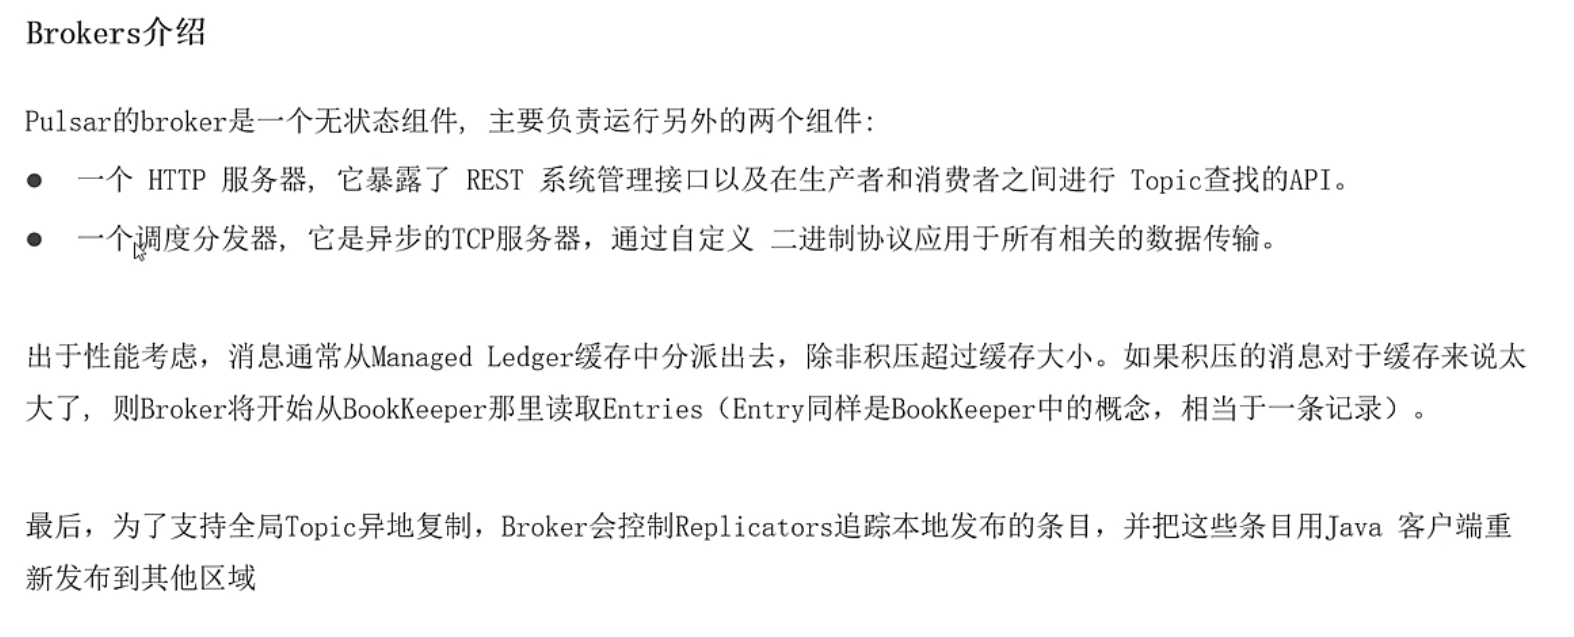 Brokers介绍
Pulsar的broker是一个无状态组件, 主要负责运行另外的两个组件:
● 一个 HTTP 服务器, 它暴露了 REST 系统管理接口以及在生产者和消费者之间进行 Topic查找的API。
● 一个调度分发器, 它是异步的TCP服务器，通过自定义 二进制协议应用于所有相关的数据传输。
出于性能考虑，消息通常从Managed Ledger缓存中分派出去，除非积压超过缓存大小。如果积压的消息对于缓存来说太
大了, 则Broker将开始从BookKeeper那里读取Entries（Entry同样是BookKeeper中的概念，相当于一条记录）。
最后，为了支持全局Topic异地复制，Broker会控制Replicators追踪本地发布的条目，并把这些条目用Java 客户端重
新发布到其他区域